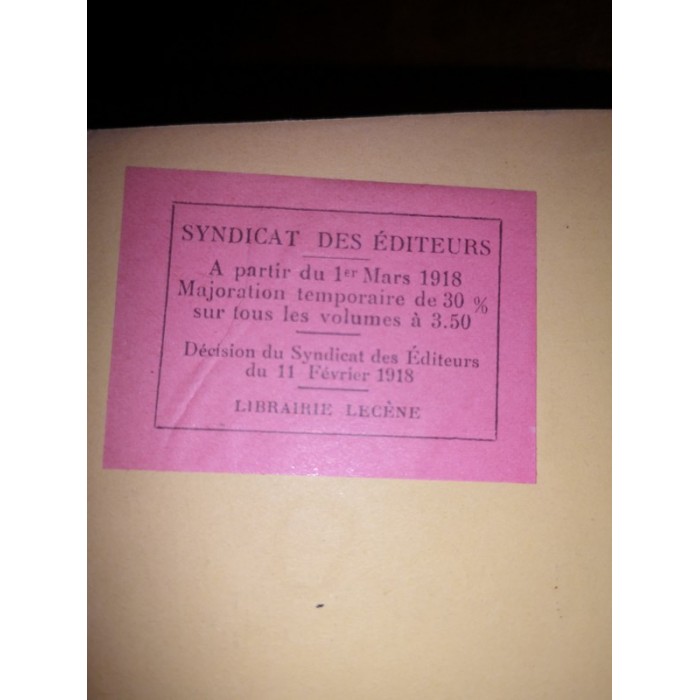 SYNDICAT DES ÉDITEURS
A partir du 1er Mars 1918
Majoration temporaire de 30 %
sur tous les volumes à 3.50
Décision du Syndicat des Éditeurs
du 11 Février 1918
LIBRAIRIE LECÈNE